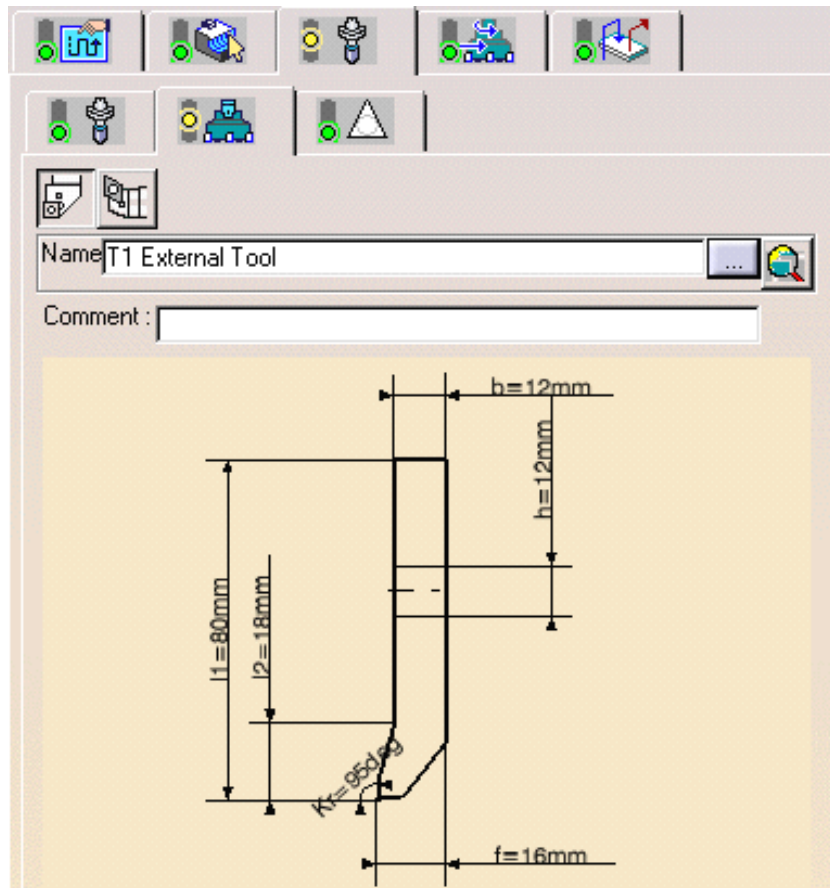 Name T1 External Tool ...
Comment :
b=12mm
h=12mm
l1=80mm
l2=18mm
Kr=95deg
f=16mm